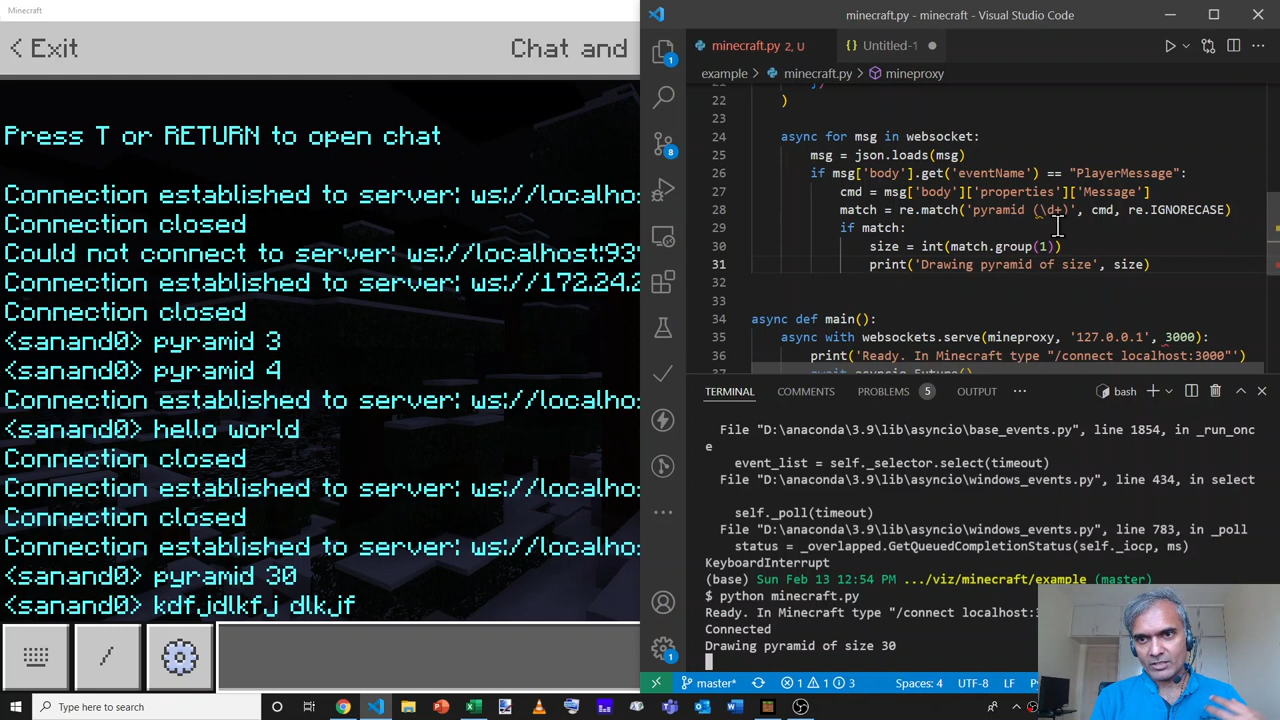 Minecraft
< Exit
Chat and
Press T or RETURN to open chat
Connection established to server: ws://localho
Connection closed
Could not connect to server: ws://localhost:93
Connection established to server: ws://172.24.2
Connection closed
<sanand0> pyramid 3
<sanand0> pyramid 4
Connection established to server: ws://localho
<sanand0> hello world
Connection closed
Connection established to server: ws://localho
Connection closed
Connection established to server: ws://localho
<sanand0> pyramid 30
<sanand0> kdfjdlkfj dlkjf
/
minecraft.py - minecraft - Visual Studio Code
minecraft.py 2, U
{} Untitled-1
example > minecraft.py > mineproxy
22 )
23
24 async for msg in websocket:
25 msg = json.loads(msg)
26 if msg['body'].get('eventName') == "PlayerMessage":
27 cmd = msg['body']['properties']['Message']
28 match = re.match('pyramid (\d+)', cmd, re.IGNORECASE)
29 if match:
30 size = int(match.group(1))
31 print('Drawing pyramid of size', size)
32
33
34 async def main():
35 async with websockets.serve(mineproxy, '127.0.0.1', 3000):
36 print('Ready. In Minecraft type "/connect localhost:3000"')
1
8
1
TERMINAL COMMENTS PROBLEMS 5 OUTPUT ...
bash
File "D:\anaconda\3.9\lib\asyncio\base_events.py", line 1854, in _run_onc
e
event_list = self._selector.select(timeout)
File "D:\anaconda\3.9\lib\asyncio\windows_events.py", line 434, in select
self._poll(timeout)
File "D:\anaconda\3.9\lib\asyncio\windows_events.py", line 783, in _poll
status = _overlapped.GetQueuedCompletionStatus(self._iocp, ms)
KeyboardInterrupt
(base) Sun Feb 13 12:54 PM .../viz/minecraft/example (master)
$ python minecraft.py
Ready. In Minecraft type "/connect localhost:
Connected
Drawing pyramid of size 30
master* 1 1 3
Spaces: 4 UTF-8 LF
Type here to search